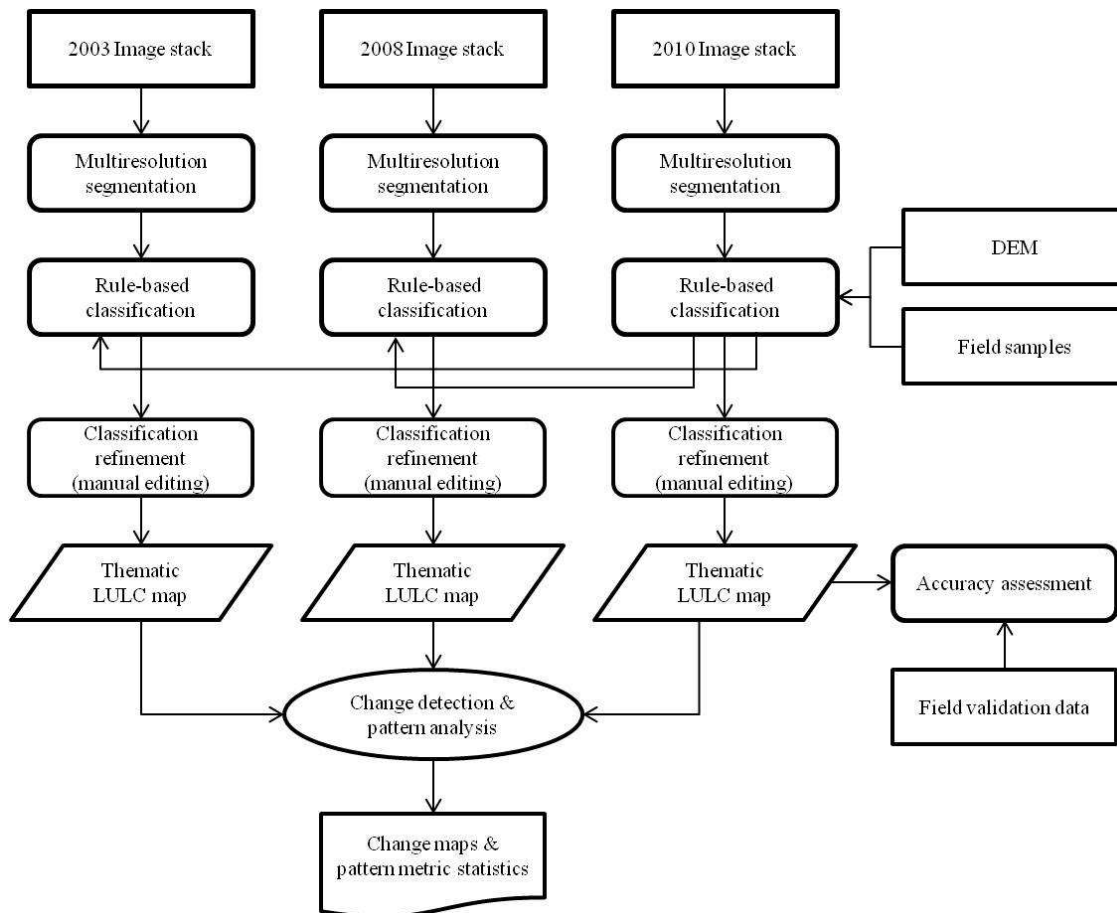 2003 Image stack
2008 Image stack
2010 Image stack
Multiresolution
segmentation
Multiresolution
segmentation
Multiresolution
segmentation
Rule-based
classification
Rule-based
classification
Rule-based
classification
DEM
Field samples
Classification
refinement
(manual editing)
Classification
refinement
(manual editing)
Classification
refinement
(manual editing)
Thematic
LULC map
Thematic
LULC map
Thematic
LULC map
Accuracy assessment
Field validation data
Change detection &
pattern analysis
Change maps &
pattern metric statistics